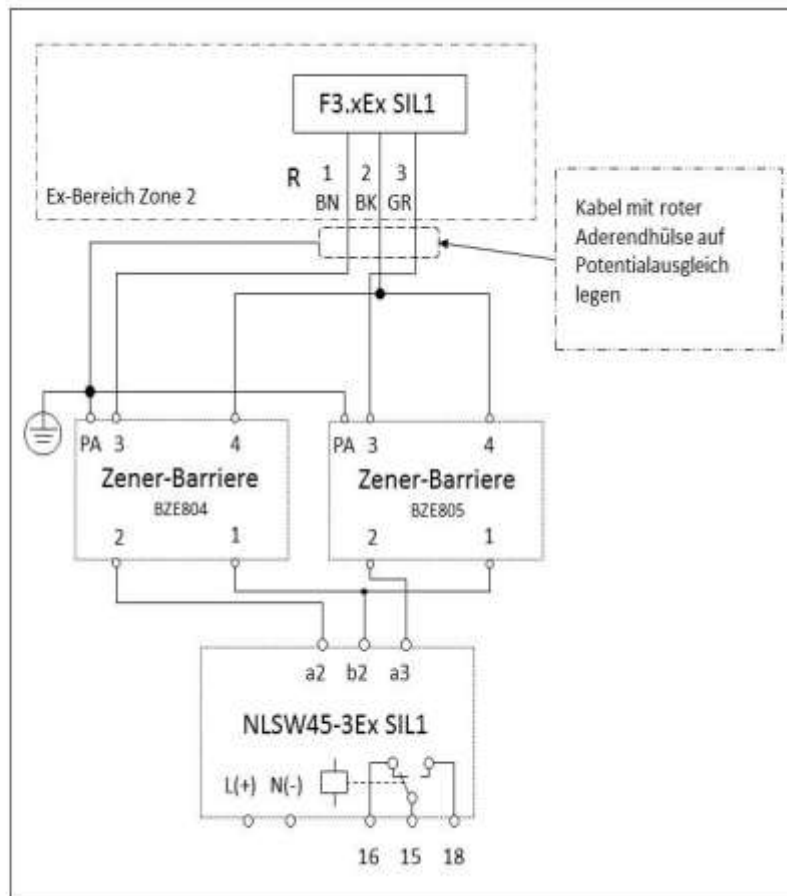 F3.xEx SIL1
R 1 2 3
BN BK GR
Ex-Bereich Zone 2
Kabel mit roter
Aderendhülse auf
Potentialausgleich
legen
PA 3 4
Zener-Barriere
BZE804
2 1
PA 3 4
Zener-Barriere
BZE805
2 1
a2 b2 a3
NLSW45-3Ex SIL1
L(+) N(-)
16 15 18